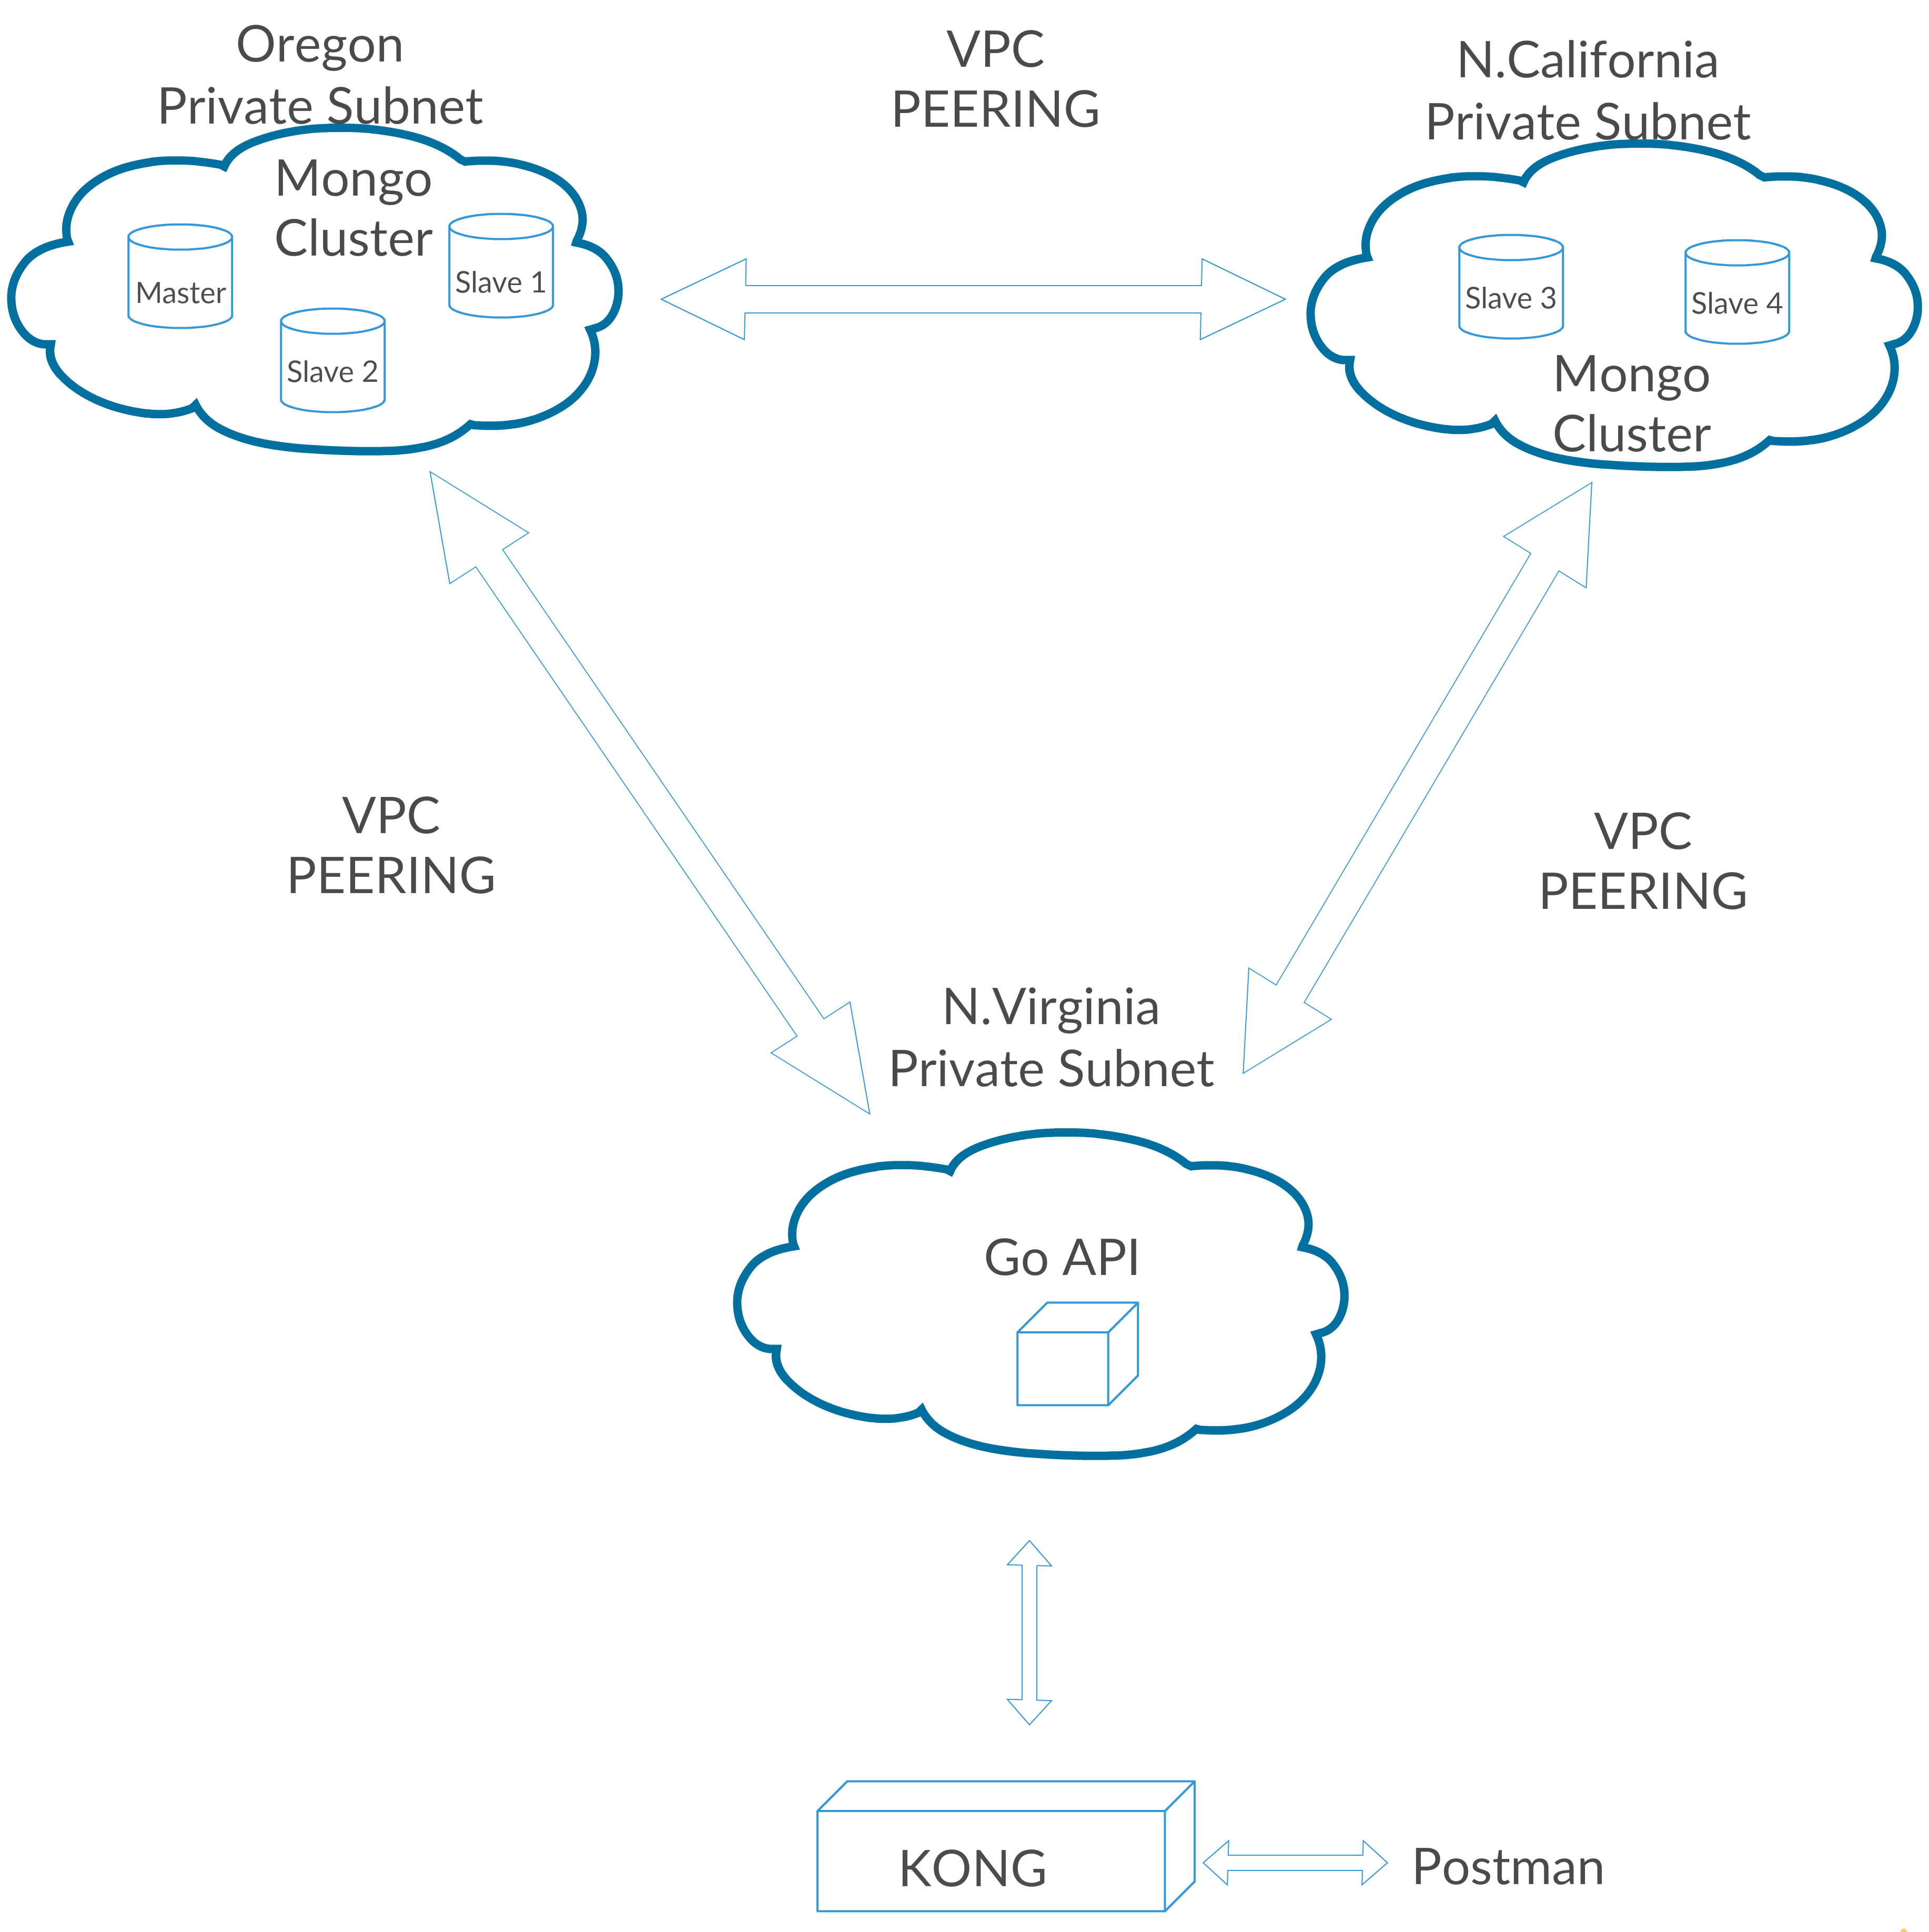 Oregon
Private Subnet
VPC
PEERING
N.California
Private Subnet
Mongo
Cluster
Master
Slave 1
Slave 2
Slave 3
Slave 4
Mongo
Cluster
VPC
PEERING
VPC
PEERING
N.Virginia
Private Subnet
Go API
KONG
Postman